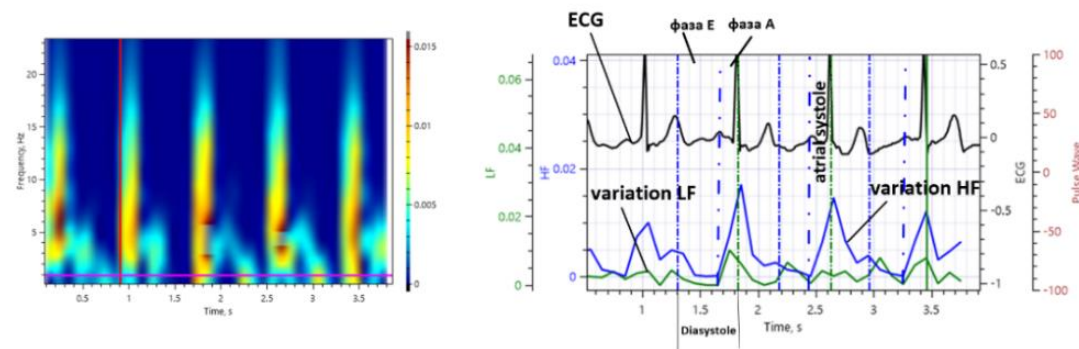 20
15
10
5
Frequency, Hz
0.5
1
1.5
2
2.5
3
3.5
Time, s
0.015
0.01
0.005
0
ECG
фаза E
фаза A
0.06
0.04
0.02
0
LF
0.04
0.02
0
HF
atrial systole
variation LF
variation HF
0.5
0
-0.5
-1
ECG
100
50
0
-50
-100
Pulse Wave
1
1.5
2
2.5
3
3.5
Diasystole
Time, s